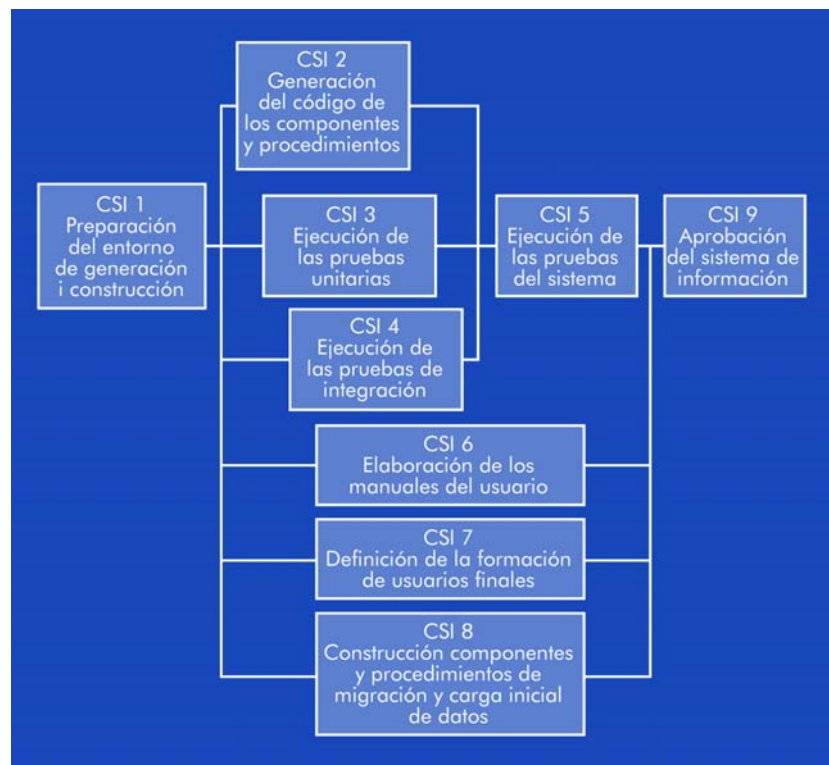 CSI 2
Generación
del código de
los componentes
y procedimientos
CSI 1
Preparación
del entorno
de generación
i construcción
CSI 3
Ejecución de
las pruebas
unitarias
CSI 5
Ejecución de
las pruebas
del sistema
CSI 9
Aprobación
del sistema de
información
CSI 4
Ejecución de
las pruebas de
integración
CSI 6
Elaboración de los
manuales del usuario
CSI 7
Definición de la formación
de usuarios finales
CSI 8
Construcción componentes
y procedimientos de
migración y carga inicial
de datos